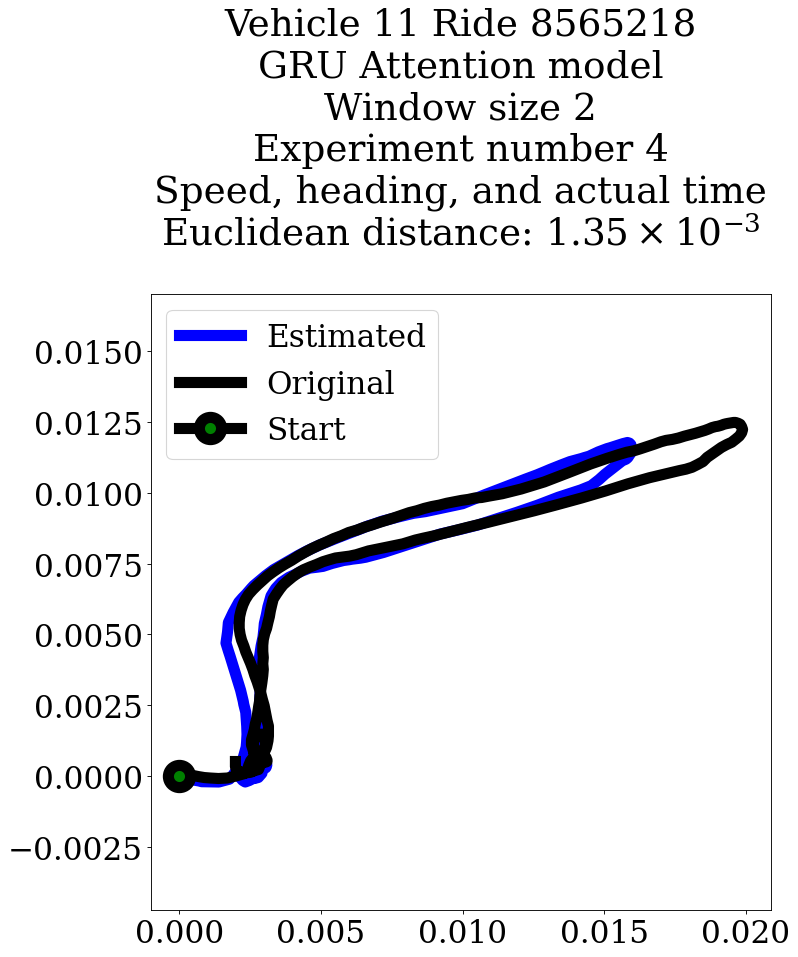 Vehicle 11 Ride 8565218
GRU Attention model
Window size 2
Experiment number 4
Speed, heading, and actual time
Euclidean distance: 1.35 × 10⁻³
Estimated
Original
Start
0.0150
0.0125
0.0100
0.0075
0.0050
0.0025
0.0000
−0.0025
0.000 0.005 0.010 0.015 0.020